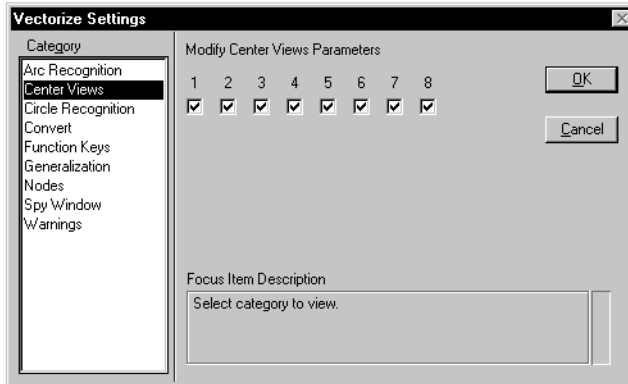 Vectorize Settings
Category
Arc Recognition
Center Views
Circle Recognition
Convert
Function Keys
Generalization
Nodes
Spy Window
Warnings
Modify Center Views Parameters
1 2 3 4 5 6 7 8
OK
Cancel
Focus Item Description
Select category to view.